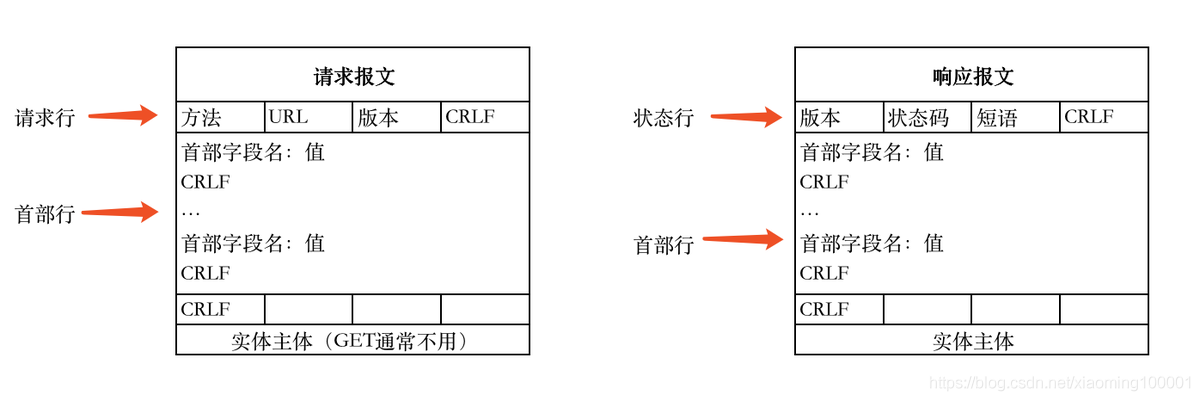 请求报文
请求行
方法 URL 版本 CRLF
首部字段名：值
CRLF
首部行
…
首部字段名：值
CRLF
CRLF
实体主体（GET通常不用）
响应报文
状态行
版本 状态码 短语 CRLF
首部字段名：值
CRLF
…
首部行
首部字段名：值
CRLF
CRLF
实体主体
https://blog.csdn.net/xiaoming100001